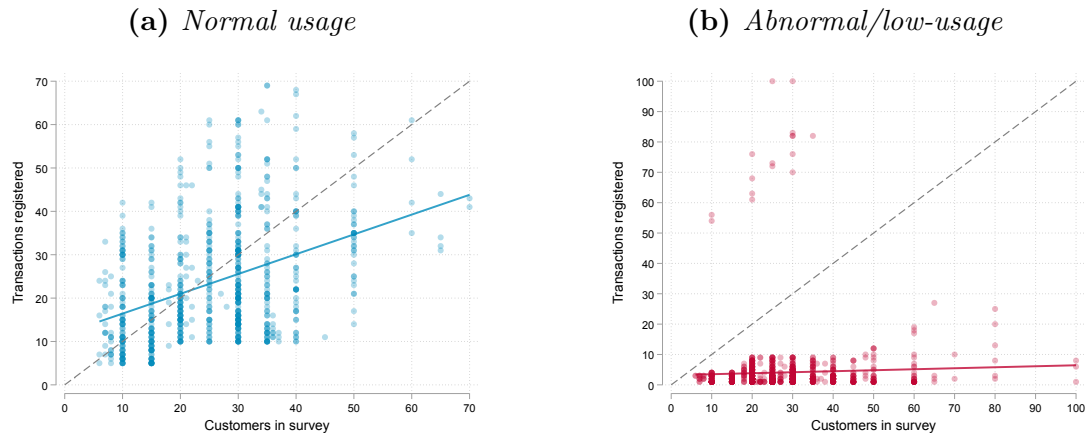 (a) Normal usage
(b) Abnormal/low-usage
Transactions registered
70
60
50
40
30
20
10
0
0 10 20 30 40 50 60 70
Customers in survey
Transactions registered
100
90
80
70
60
50
40
30
20
10
0
0 10 20 30 40 50 60 70 80 90 100
Customers in survey